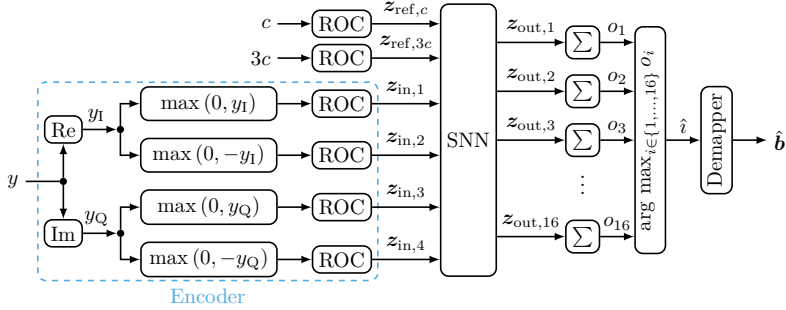 c ROC z_ref,c
3c ROC z_ref,3c
y_I max (0, y_I) ROC z_in,1
Re max (0, −y_I) ROC z_in,2
y
y_Q max (0, y_Q) ROC z_in,3
Im max (0, −y_Q) ROC z_in,4
Encoder
SNN
z_out,1 ∑ o_1
z_out,2 ∑ o_2
z_out,3 ∑ o_3
⋮
z_out,16 ∑ o_16
arg max_{i∈{1,...,16}} o_i
î
Demapper
b̂